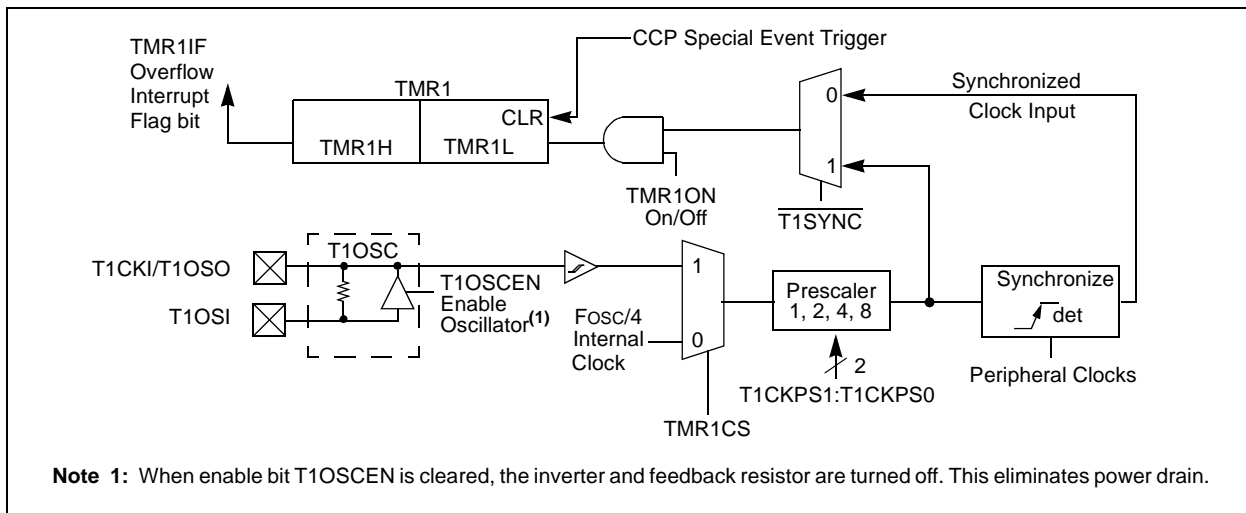 TMR1IF
Overflow
Interrupt
Flag bit
CCP Special Event Trigger
TMR1
CLR
TMR1H
TMR1L
0
1
Synchronized
Clock Input
TMR1ON
On/Off
T1SYNC
T1OSC
T1CKI/T1OSO
T1OSI
T1OSCEN
Enable
Oscillator(1)
FOSC/4
Internal
Clock
1
0
TMR1CS
Prescaler
1, 2, 4, 8
2
T1CKPS1:T1CKPS0
Synchronize
det
Peripheral Clocks
Note 1: When enable bit T1OSCEN is cleared, the inverter and feedback resistor are turned off. This eliminates power drain.